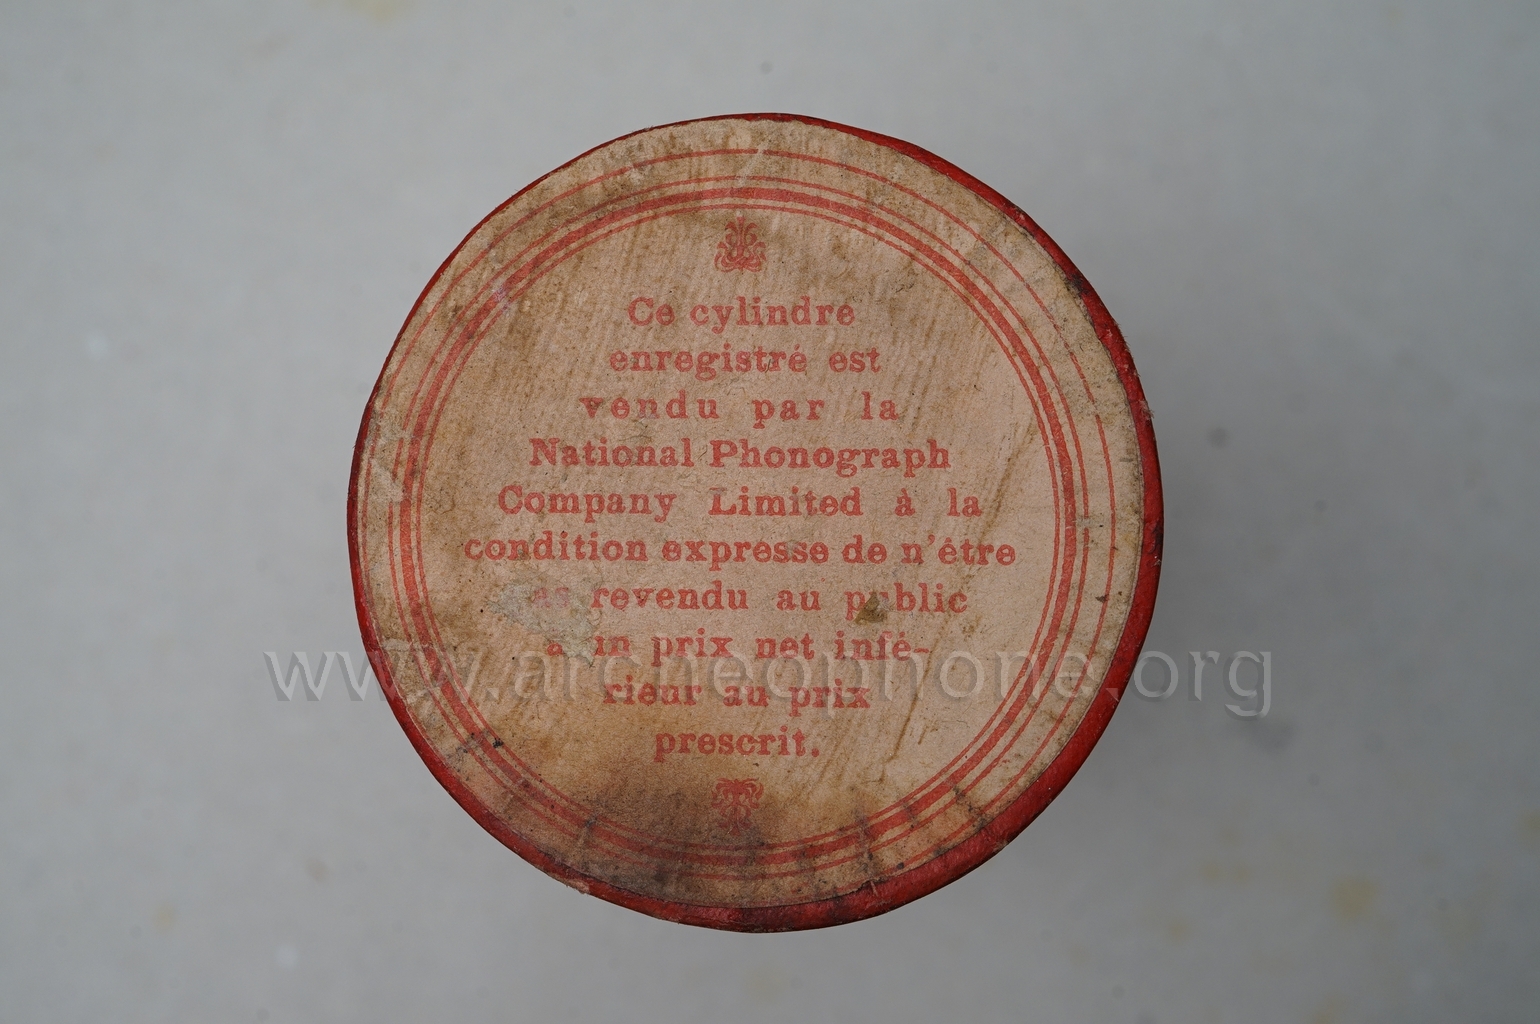 Ce cylindre
enregistré est
vendu par la
National Phonograph
Company Limited à la
condition expresse de n'être
revendu au public
prix net infé-
rieur au prix
prescrit.
www.archeophone.org